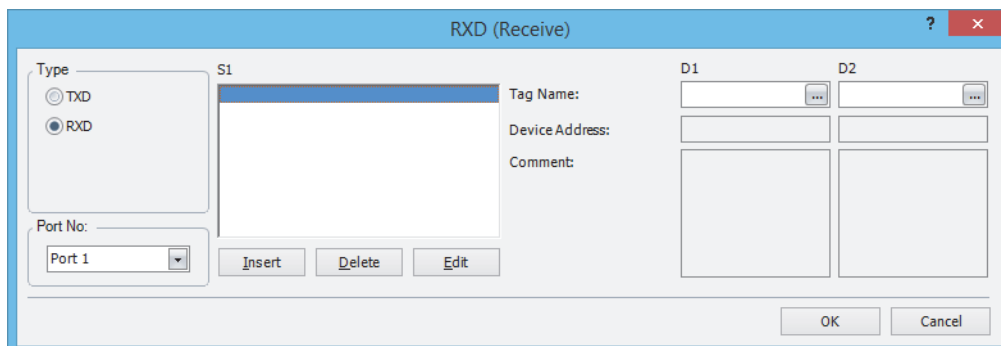 RXD (Receive)
?
×
Type
TXD
RXD
Port No:
Port 1
S1
Insert
Delete
Edit
D1
D2
Tag Name:
...
...
Device Address:
Comment:
OK
Cancel